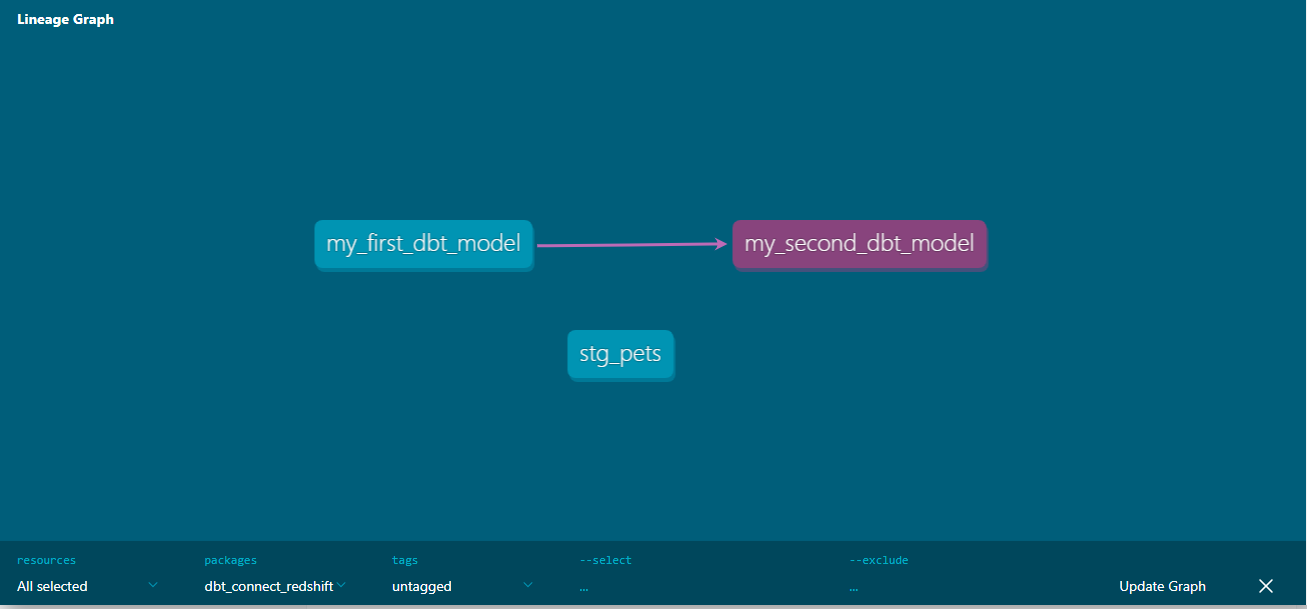 Lineage Graph
my_first_dbt_model
my_second_dbt_model
stg_pets
resources packages tags --select --exclude
All selected dbt_connect_redshift untagged ... ... Update Graph